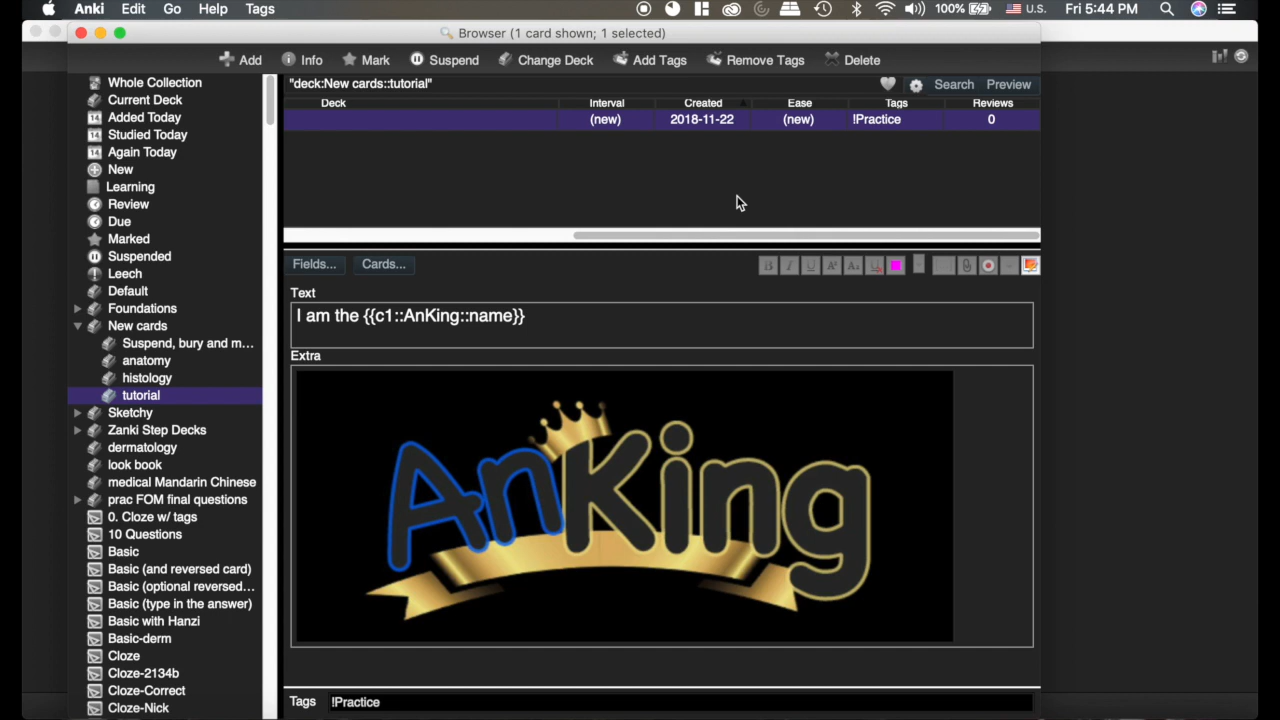 Anki Edit Go Help Tags 100% U.S. Fri 5:44 PM
Browser (1 card shown; 1 selected)
Add Info Mark Suspend Change Deck Add Tags Remove Tags Delete
Whole Collection
Current Deck
Added Today
Studied Today
Again Today
New
Learning
Review
Due
Marked
Suspended
Leech
Default
Foundations
New cards
Suspend, bury and m...
anatomy
histology
tutorial
Sketchy
Zanki Step Decks
dermatology
look book
medical Mandarin Chinese
prac FOM final questions
0. Cloze w/ tags
10 Questions
Basic
Basic (and reversed card)
Basic (optional reversed...
Basic (type in the answer)
Basic with Hanzi
Basic-derm
Cloze
Cloze-2134b
Cloze-Correct
Cloze-Nick
"deck:New cards::tutorial" Search Preview
Deck Interval Created Ease Tags Reviews
(new) 2018-11-22 (new) !Practice 0
Fields... Cards...
Text
I am the {{c1::AnKing::name}}
Extra
AnKing
Tags !Practice